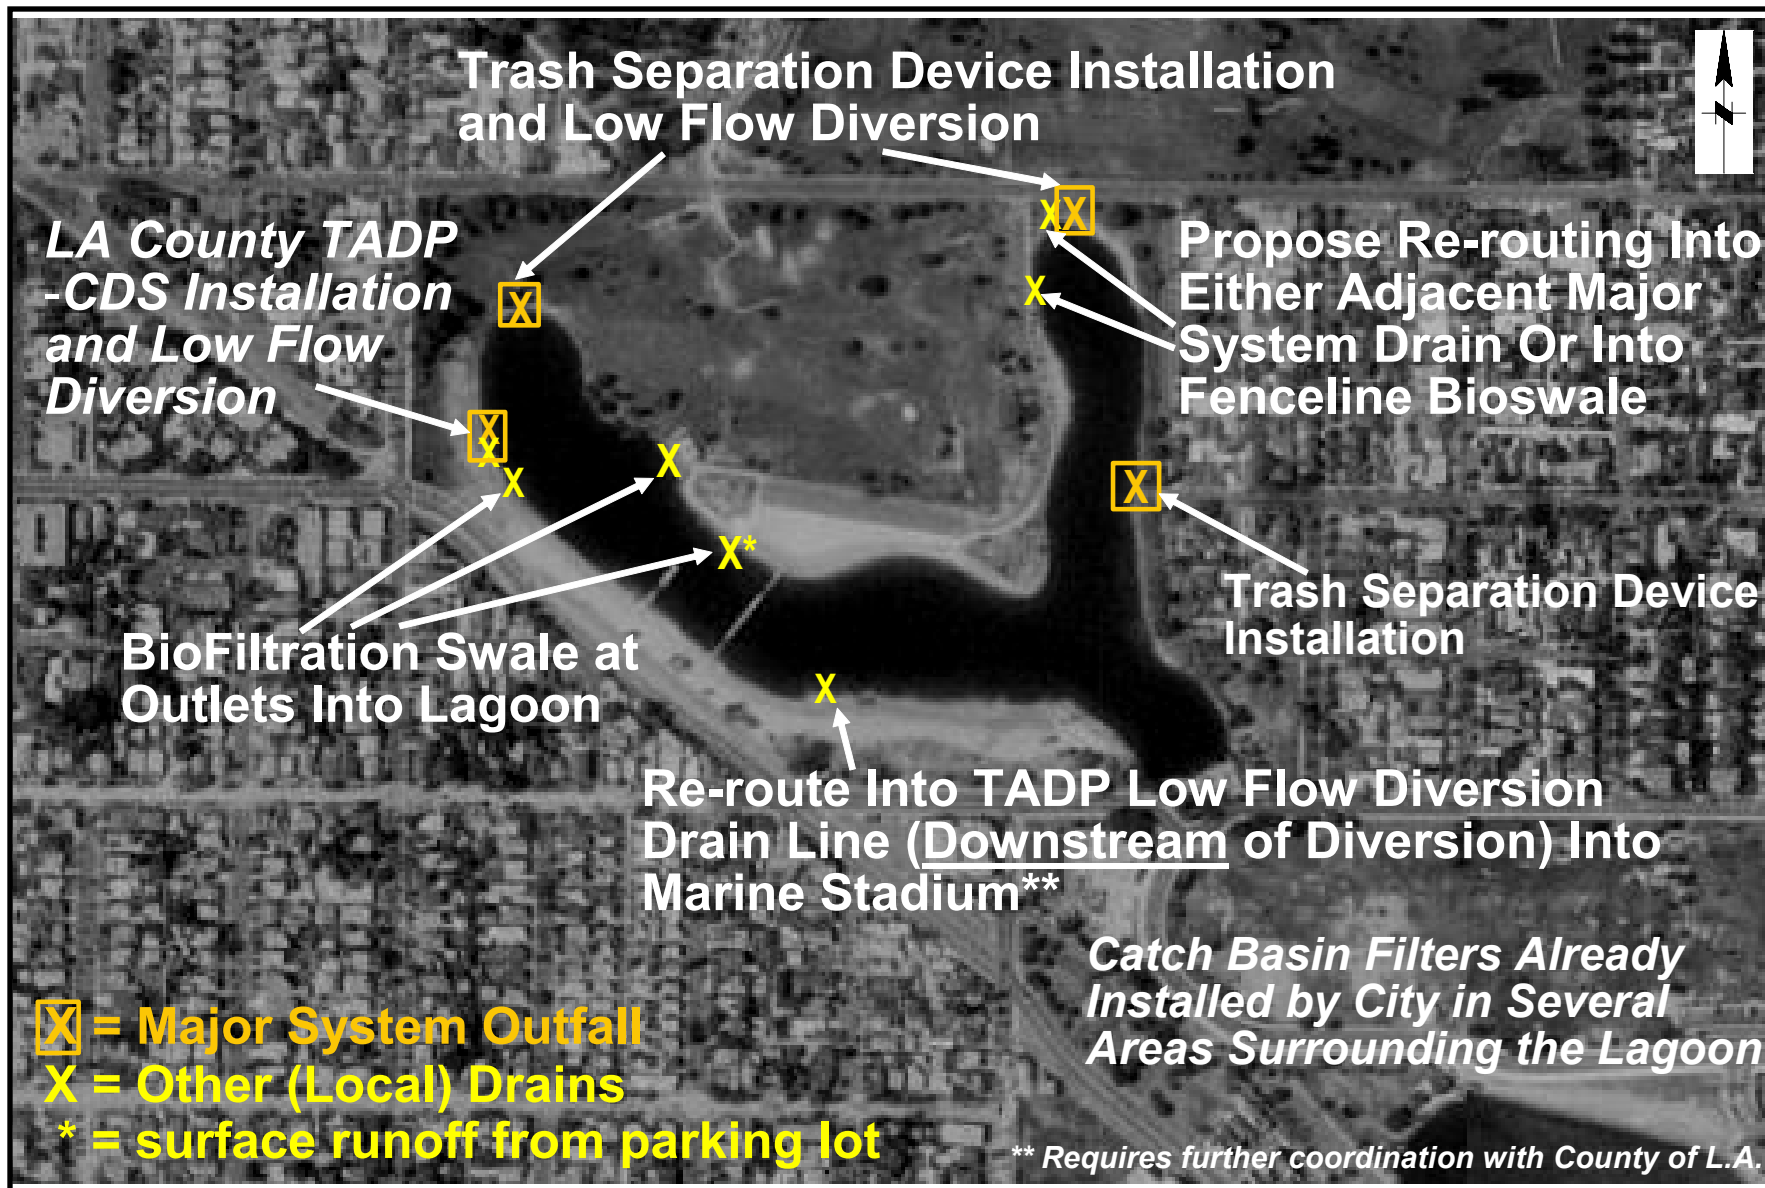 Trash Separation Device Installation
and Low Flow Diversion
N
LA County TADP
-CDS Installation
and Low Flow
Diversion
X
X
X
X
X
X
X
X
X*
X
X
Propose Re-routing Into
Either Adjacent Major
System Drain Or Into
Fenceline Bioswale
Trash Separation Device
Installation
BioFiltration Swale at
Outlets Into Lagoon
Re-route Into TADP Low Flow Diversion
Drain Line (Downstream of Diversion) Into
Marine Stadium**
Catch Basin Filters Already
Installed by City in Several
Areas Surrounding the Lagoon
X = Major System Outfall
X = Other (Local) Drains
* = surface runoff from parking lot
** Requires further coordination with County of L.A.